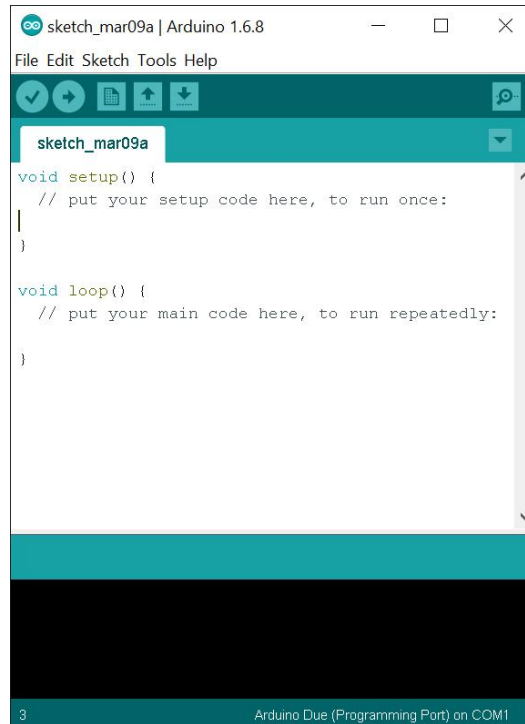 sketch_mar09a | Arduino 1.6.8
File Edit Sketch Tools Help
sketch_mar09a
void setup() {
// put your setup code here, to run once:
}
void loop() {
// put your main code here, to run repeatedly:
}
3 Arduino Due (Programming Port) on COM1